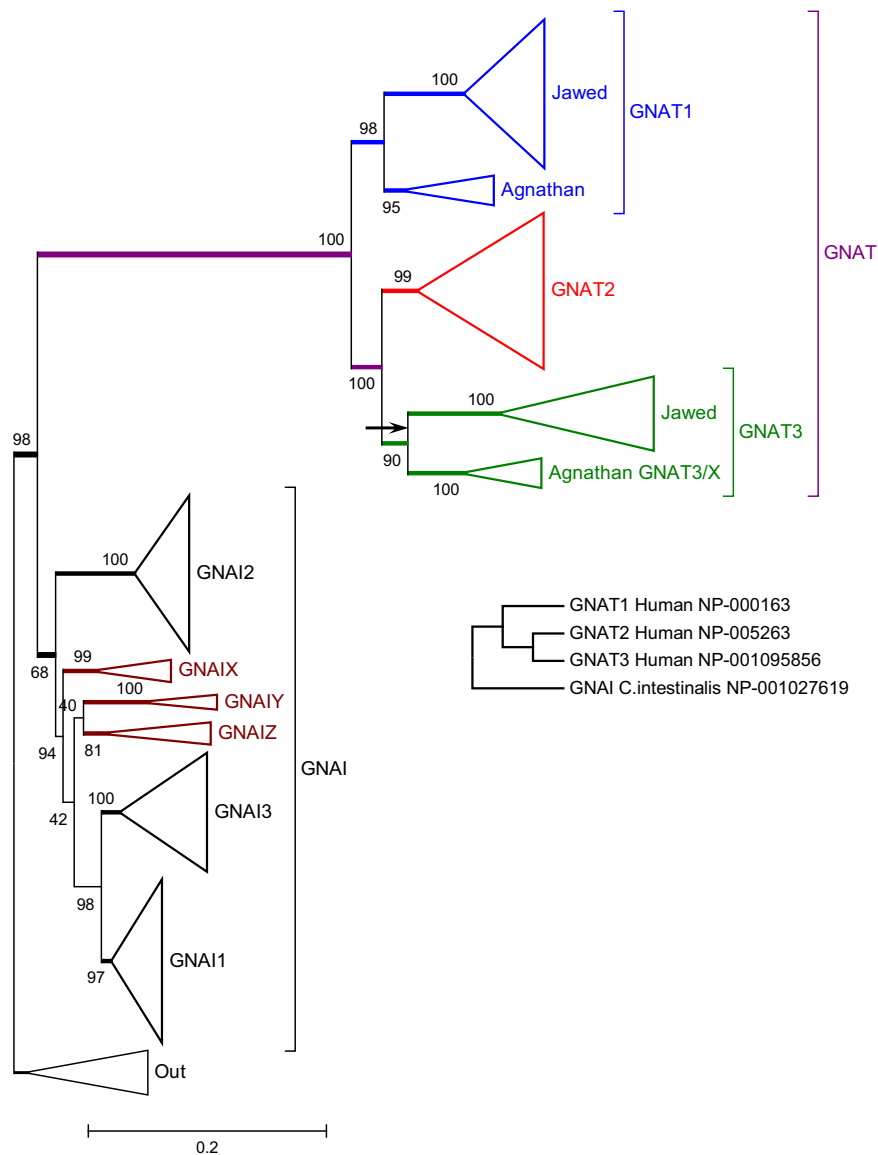 100
Jawed
GNAT1
98
Agnathan
95
100
GNAT
99
GNAT2
100
100
Jawed
GNAT3
90
Agnathan GNAT3/X
100
98
100
GNAI2
GNAT1 Human NP-000163
GNAT2 Human NP-005263
GNAT3 Human NP-001095856
GNAI C.intestinalis NP-001027619
68
99
GNAIX
100
40
GNAIY
GNAIZ
94
81
GNAI
100
GNAI3
42
98
GNAI1
97
Out
0.2